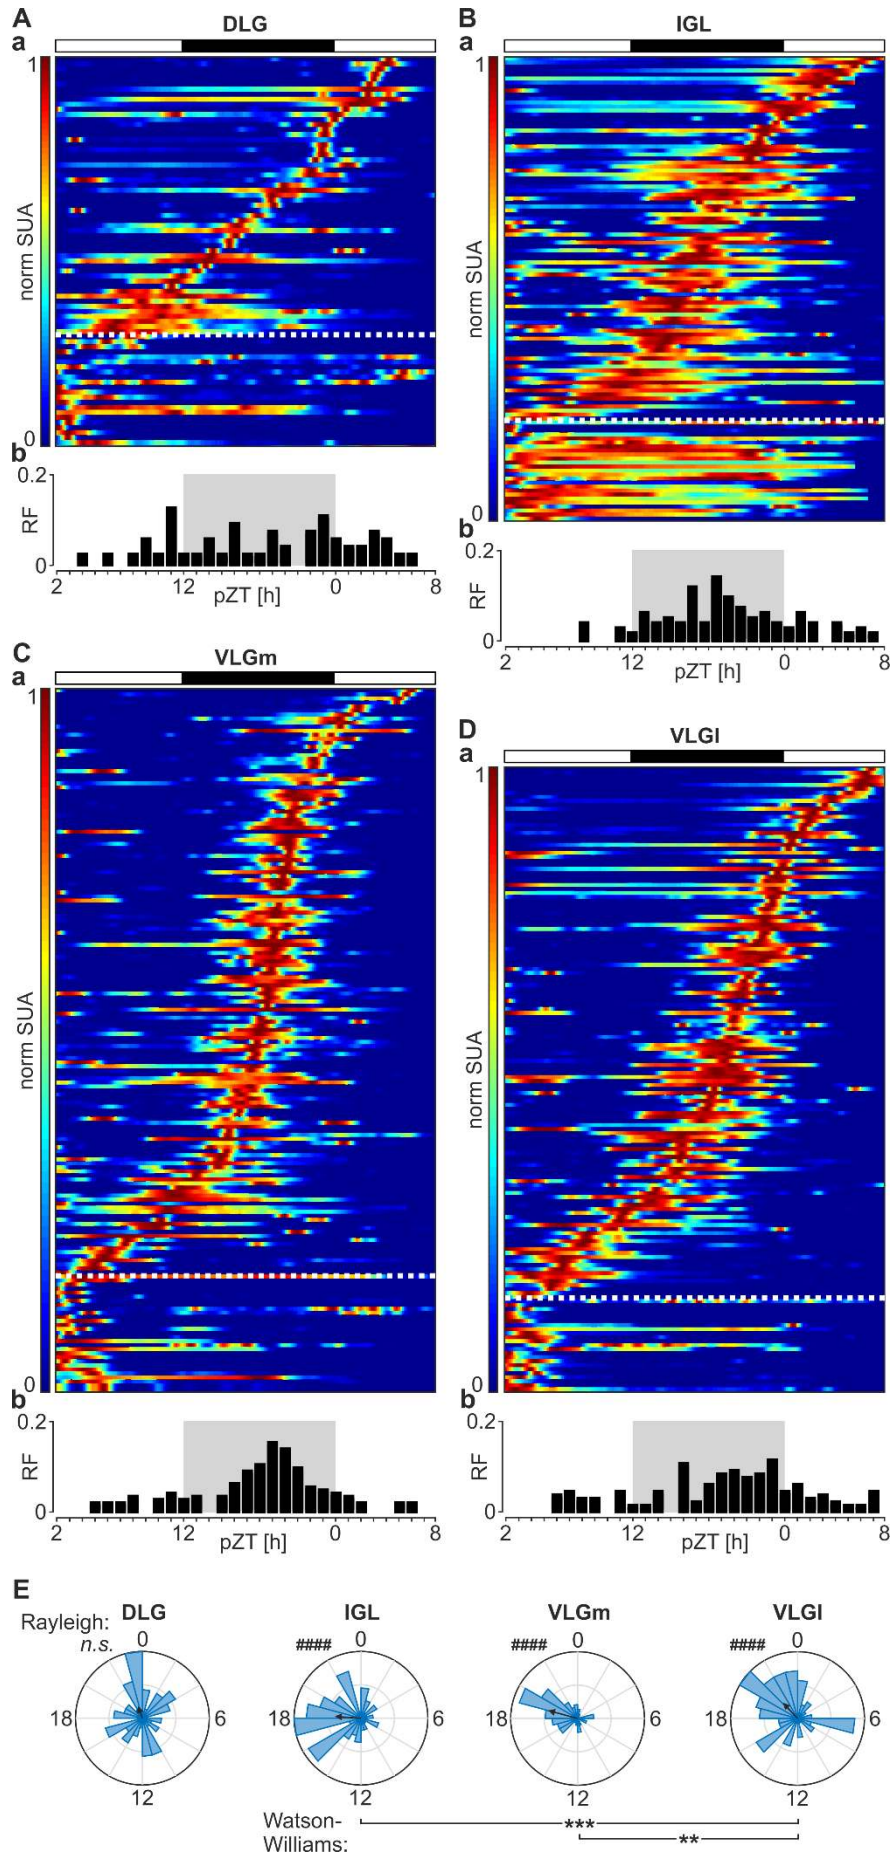 A
DLG
a
1
norm SUA
0
b
0.2
RF
0
2 12 0 8
pZT [h]
B
IGL
a
1
norm SUA
0
b
0.2
RF
0
2 12 0 8
pZT [h]
C
VLGm
a
1
norm SUA
0
b
0.2
RF
0
2 12 0 8
pZT [h]
D
VLGl
a
1
norm SUA
0
b
0.2
RF
0
2 12 0 8
pZT [h]
E
DLG IGL VLGm VLGl
Rayleigh:
n.s. 0 #### 0 #### 0 #### 0
18 6 18 6 18 6 18 6
12 12 12 12
Watson-
Williams:
***
**